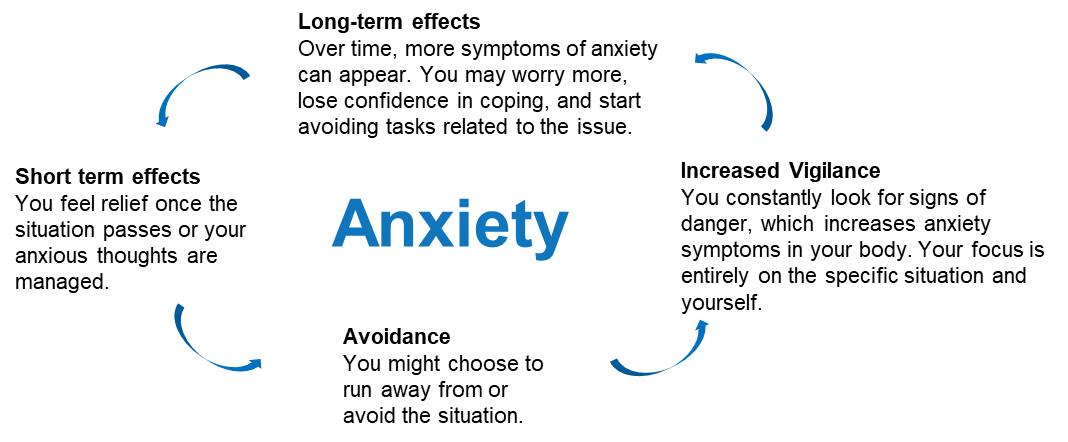 Long-term effects
Over time, more symptoms of anxiety
can appear. You may worry more,
lose confidence in coping, and start
avoiding tasks related to the issue.
Short term effects
You feel relief once the
situation passes or your
anxious thoughts are
managed.
Anxiety
Increased Vigilance
You constantly look for signs of
danger, which increases anxiety
symptoms in your body. Your focus is
entirely on the specific situation and
yourself.
Avoidance
You might choose to
run away from or
avoid the situation.